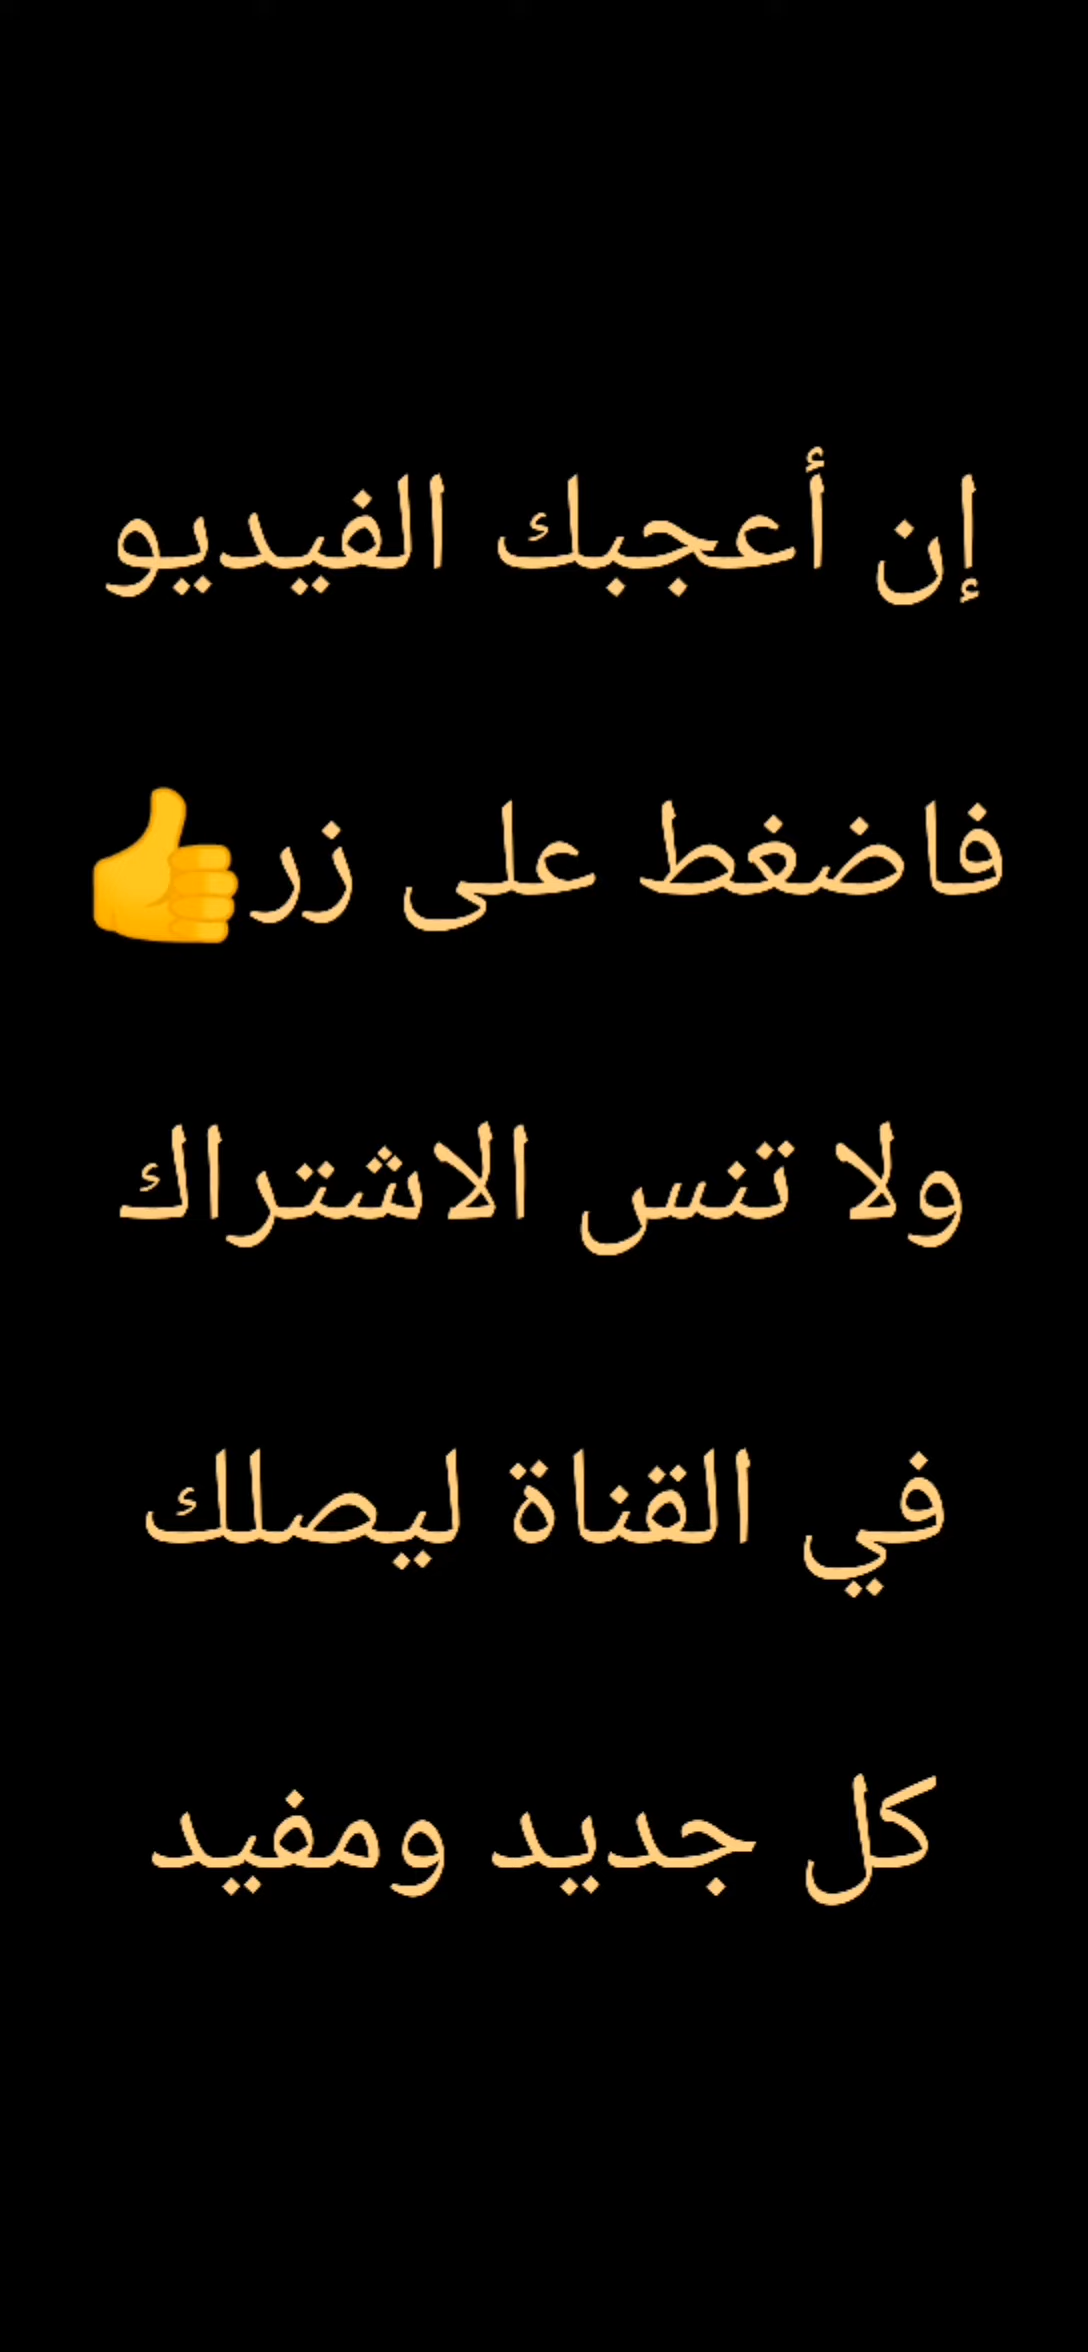 إن أعجبك الفيديو
فاضغط على زر👍
ولا تنس الاشتراك
في القناة ليصلك
كل جديد ومفيد